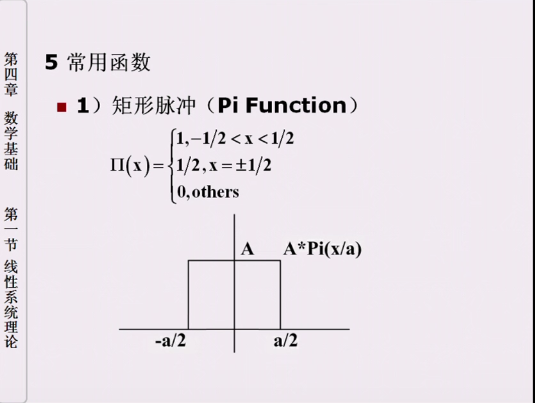 第四章 数学基础 第一节 线性系统理论
5 常用函数
1）矩形脉冲（Pi Function）
Π(x)={1,−1/2<x<1/2
1/2,x=±1/2
0,others
A A*Pi(x/a)
-a/2 a/2